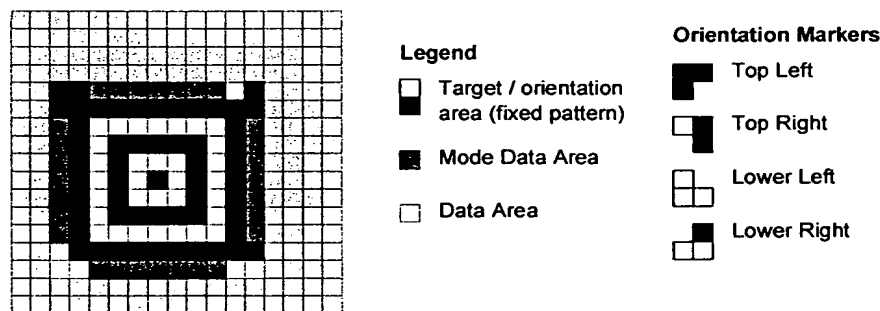 Legend
Target / orientation
area (fixed pattern)
Mode Data Area
Data Area
Orientation Markers
Top Left
Top Right
Lower Left
Lower Right